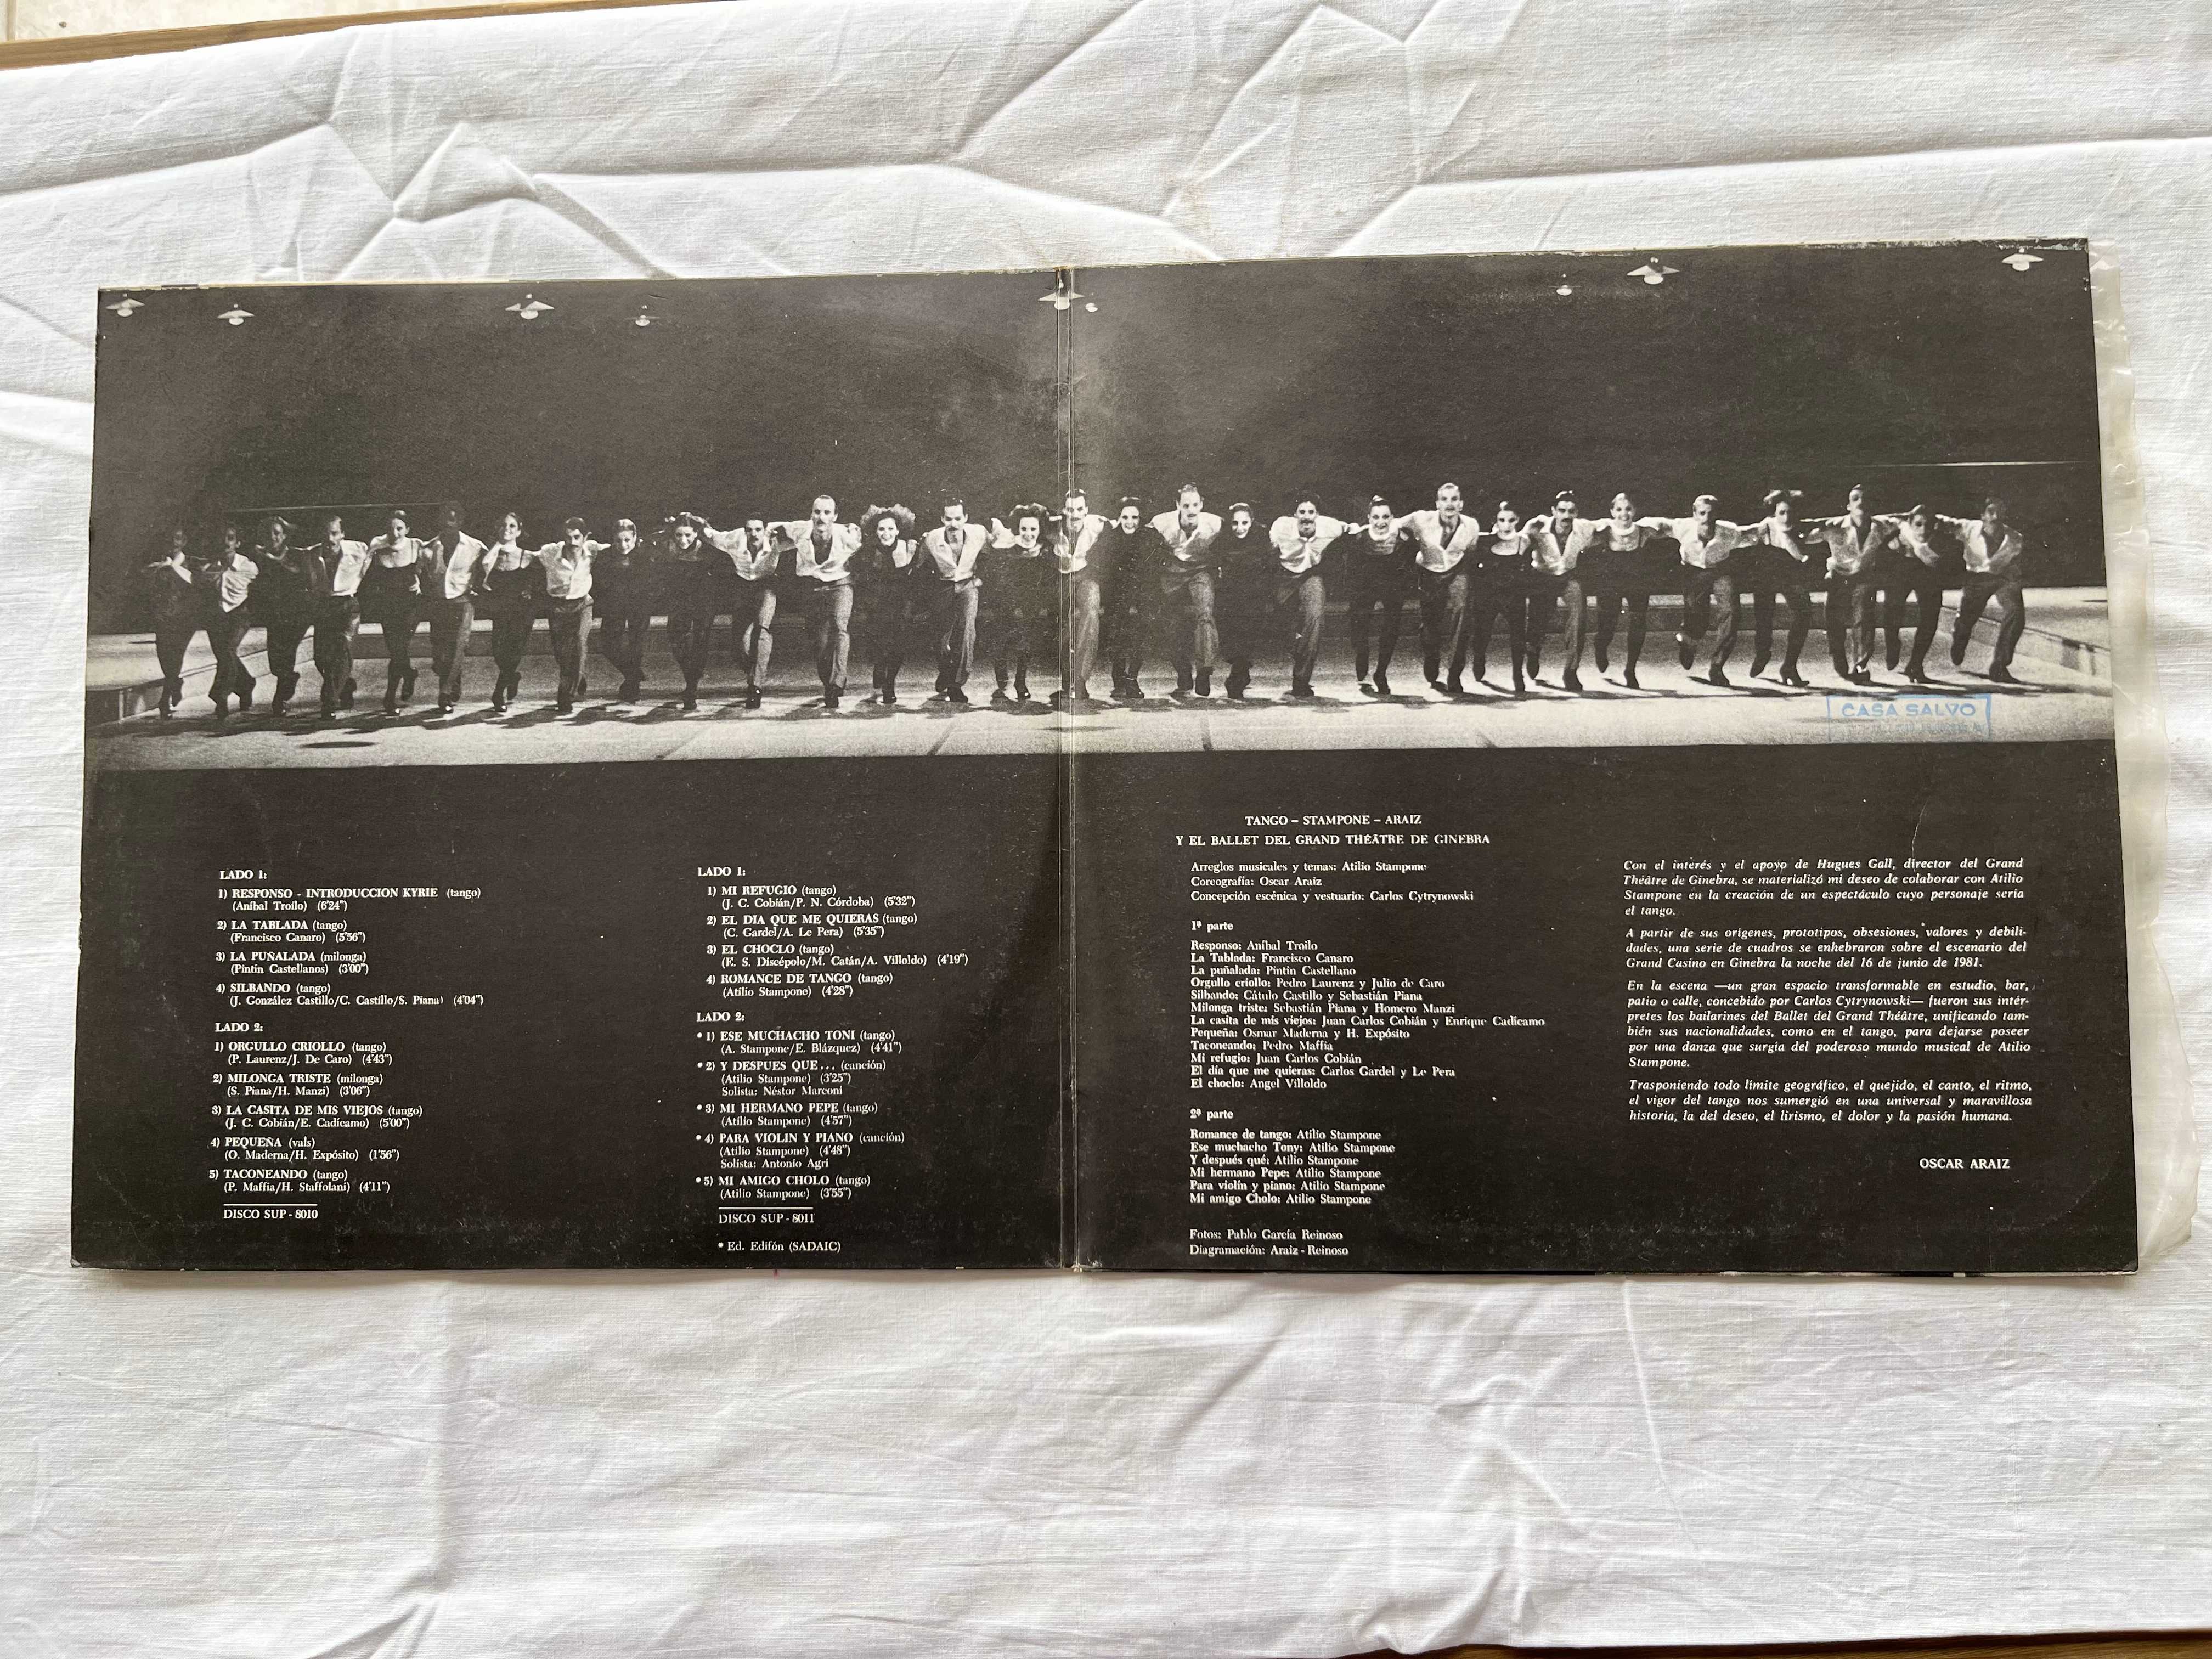 CASA SALVO
LADO 1:
1) RESPONSO - INTRODUCCION KYRIE (tango)
(Aníbal Troilo) (6'24")
2) LA TABLADA (tango)
(Francisco Canaro) (5'56")
3) LA PUÑALADA (milonga)
(Pintín Castellanos) (3'00")
4) SILBANDO (tango)
(J. González Castillo/C. Castillo/S. Piana) (4'04")
LADO 2:
1) ORGULLO CRIOLLO (tango)
(P. Laurenz/J. De Caro) (4'43")
2) MILONGA TRISTE (milonga)
(S. Piana/H. Manzi) (3'06")
3) LA CASITA DE MIS VIEJOS (tango)
(J. C. Cobián/E. Cadícamo) (5'00")
4) PEQUEÑA (vals)
(O. Maderna/H. Expósito) (1'56")
5) TACONEANDO (tango)
(P. Maffia/H. Staffolani) (4'11")
DISCO SUP - 8010
LADO 1:
1) MI REFUGIO (tango)
(J. C. Cobián/P. N. Córdoba) (5'32")
2) EL DIA QUE ME QUIERAS (tango)
(C. Gardel/A. Le Pera) (5'35")
3) EL CHOCLO (tango)
(E. S. Discépolo/M. Catán/A. Villoldo) (4'19")
4) ROMANCE DE TANGO (tango)
(Atilio Stampone) (4'28")
LADO 2:
* 1) ESE MUCHACHO TONI (tango)
(A. Stampone/E. Blázquez) (4'41")
* 2) Y DESPUES QUE... (canción)
(Atilio Stampone) (3'25")
Solista: Néstor Marconi
* 3) MI HERMANO PEPE (tango)
(Atilio Stampone) (4'57")
* 4) PARA VIOLIN Y PIANO (canción)
(Atilio Stampone) (4'48")
Solista: Antonio Agri
* 5) MI AMIGO CHOLO (tango)
(Atilio Stampone) (3'55")
DISCO SUP - 8011
* Ed. Edifón (SADAIC)
TANGO – STAMPONE – ARAIZ
Y EL BALLET DEL GRAND THÉÂTRE DE GINEBRA
Arreglos musicales y temas: Atilio Stampone
Coreografía: Oscar Araiz
Concepción escénica y vestuario: Carlos Cytrynowski
1ª parte
Responso: Aníbal Troilo
La Tablada: Francisco Canaro
La puñalada: Pintín Castellano
Orgullo criollo: Pedro Laurenz y Julio de Caro
Silbando: Cátulo Castillo y Sebastián Piana
Milonga triste: Sebastián Piana y Homero Manzi
La casita de mis viejos: Juan Carlos Cobián y Enrique Cadícamo
Pequeña: Osmar Maderna y H. Expósito
Taconeando: Pedro Maffia
Mi refugio: Juan Carlos Cobián
El día que me quieras: Carlos Gardel y Le Pera
El choclo: Angel Villoldo
2ª parte
Romance de tango: Atilio Stampone
Ese muchacho Tony: Atilio Stampone
Y después qué: Atilio Stampone
Mi hermano Pepe: Atilio Stampone
Para violín y piano: Atilio Stampone
Mi amigo Cholo: Atilio Stampone
Fotos: Pablo García Reinoso
Diagramación: Araiz - Reinoso
Con el interés y el apoyo de Hugues Gall, director del Grand
Théâtre de Ginebra, se materializó mi deseo de colaborar con Atilio
Stampone en la creación de un espectáculo cuyo personaje sería
el tango.
A partir de sus orígenes, prototipos, obsesiones, valores y debili-
dades, una serie de cuadros se enhebraron sobre el escenario del
Grand Casino en Ginebra la noche del 16 de junio de 1981.
En la escena —un gran espacio transformable en estudio, bar,
patio o calle, concebido por Carlos Cytrynowski— fueron sus intér-
pretes los bailarines del Ballet del Grand Théâtre, unificando tam-
bién sus nacionalidades, como en el tango, para dejarse poseer
por una danza que surgía del poderoso mundo musical de Atilio
Stampone.
Trasponiendo todo límite geográfico, el quejido, el canto, el ritmo,
el vigor del tango nos sumergió en una universal y maravillosa
historia, la del deseo, el lirismo, el dolor y la pasión humana.
OSCAR ARAIZ